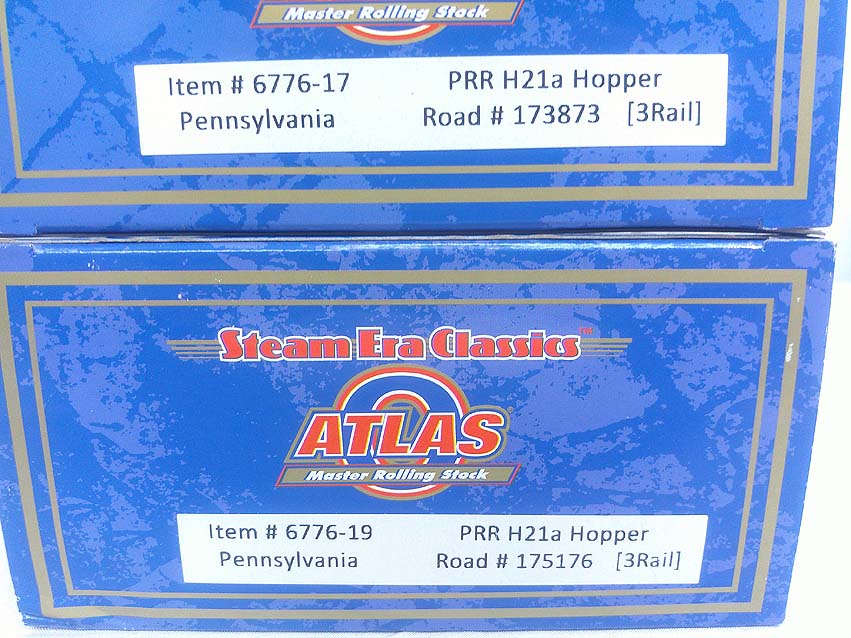 Master Rolling Stock
Item # 6776-17 PRR H21a Hopper
Pennsylvania Road # 173873 [3Rail]
Steam Era Classics™
ATLAS®
Master Rolling Stock
Item # 6776-19 PRR H21a Hopper
Pennsylvania Road # 175176 [3Rail]